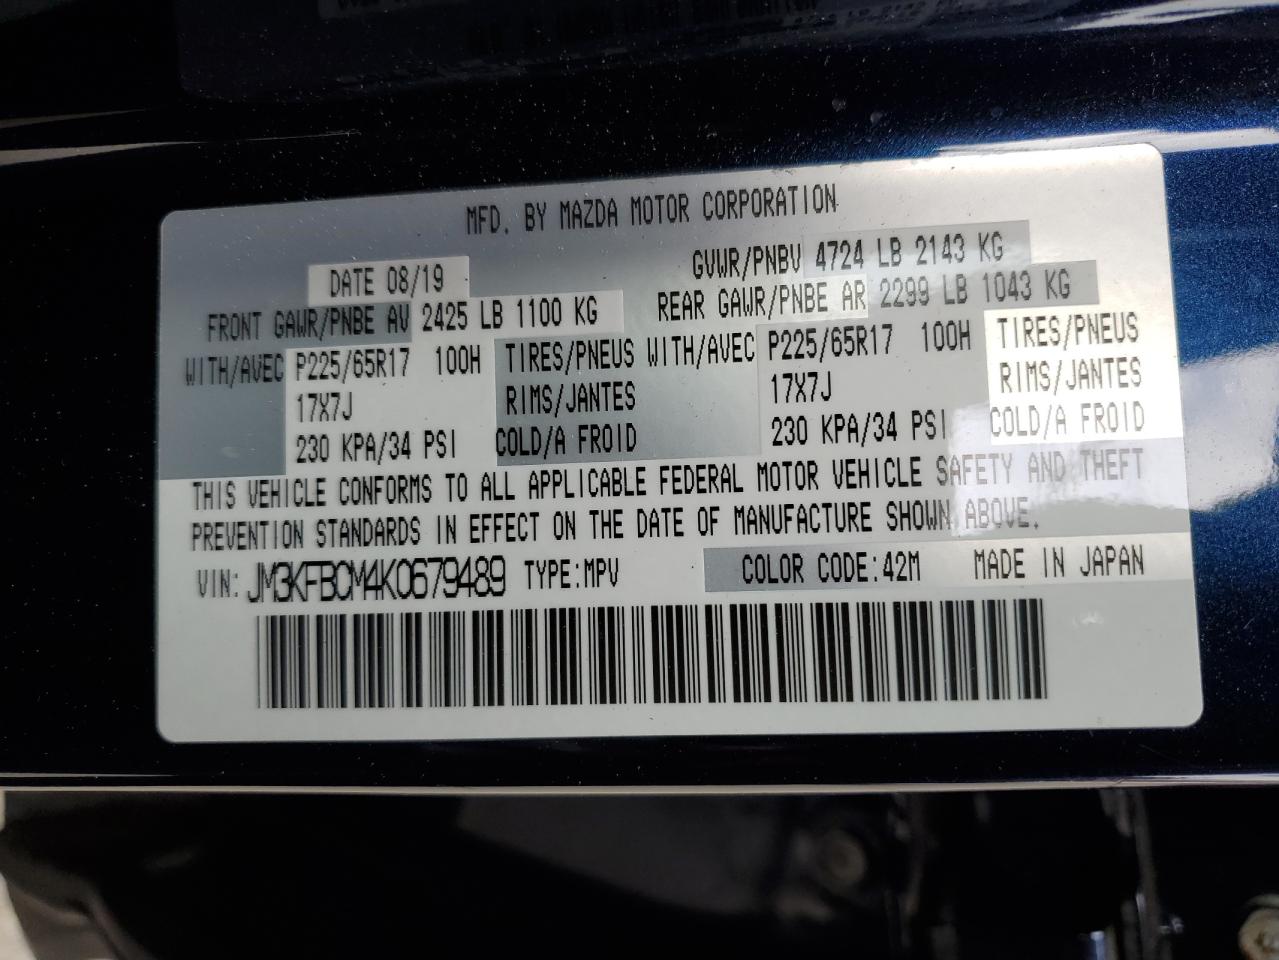 MFD. BY MAZDA MOTOR CORPORATION
DATE 08/19 GVWR/PNBV 4724 LB 2143 KG
FRONT GAWR/PNBE AV 2425 LB 1100 KG REAR GAWR/PNBE AR 2299 LB 1043 KG
WITH/AVEC P225/65R17 100H TIRES/PNEUS WITH/AVEC P225/65R17 100H TIRES/PNEUS
17X7J RIMS/JANTES 17X7J RIMS/JANTES
230 KPA/34 PSI COLD/A FROID 230 KPA/34 PSI COLD/A FROID
THIS VEHICLE CONFORMS TO ALL APPLICABLE FEDERAL MOTOR VEHICLE SAFETY AND THEFT
PREVENTION STANDARDS IN EFFECT ON THE DATE OF MANUFACTURE SHOWN ABOVE.
VIN: JM3KFBCM4K0679489 TYPE:MPV COLOR CODE:42M MADE IN JAPAN